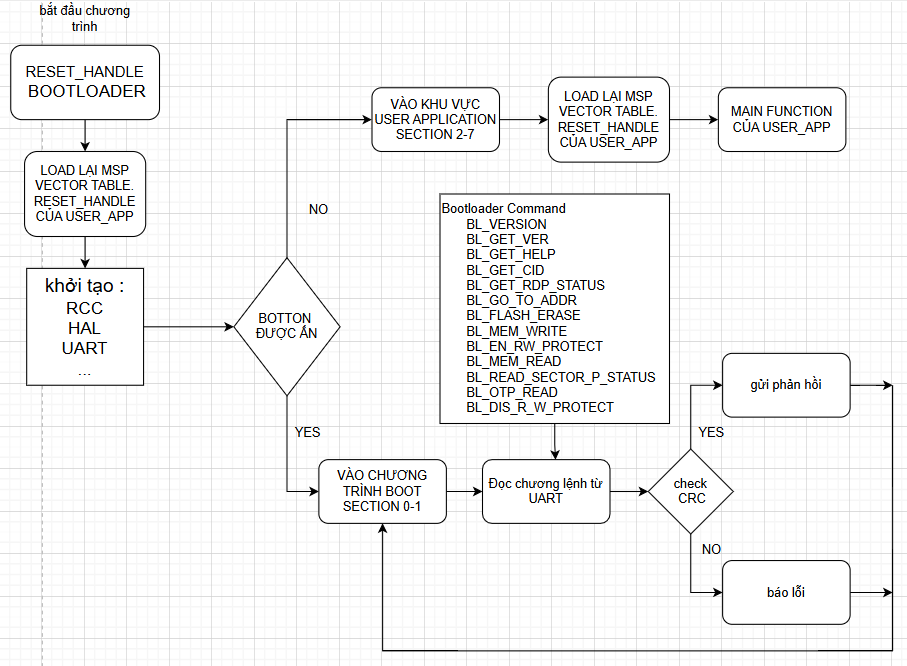 bắt đầu chương
trình
RESET_HANDLE
BOOTLOADER
LOAD LẠI MSP
VECTOR TABLE.
RESET_HANDLE
CỦA USER_APP
khởi tạo :
RCC
HAL
UART
...
BOTTON
ĐƯỢC ẤN
NO
YES
VÀO KHU VỰC
USER APPLICATION
SECTION 2-7
LOAD LẠI MSP
VECTOR TABLE.
RESET_HANDLE
CỦA USER_APP
MAIN FUNCTION
CỦA USER_APP
Bootloader Command
BL_VERSION
BL_GET_VER
BL_GET_HELP
BL_GET_CID
BL_GET_RDP_STATUS
BL_GO_TO_ADDR
BL_FLASH_ERASE
BL_MEM_WRITE
BL_EN_RW_PROTECT
BL_MEM_READ
BL_READ_SECTOR_P_STATUS
BL_OTP_READ
BL_DIS_R_W_PROTECT
VÀO CHƯƠNG
TRÌNH BOOT
SECTION 0-1
Đọc chương lệnh từ
UART
check
CRC
YES
gửi phản hồi
NO
báo lỗi